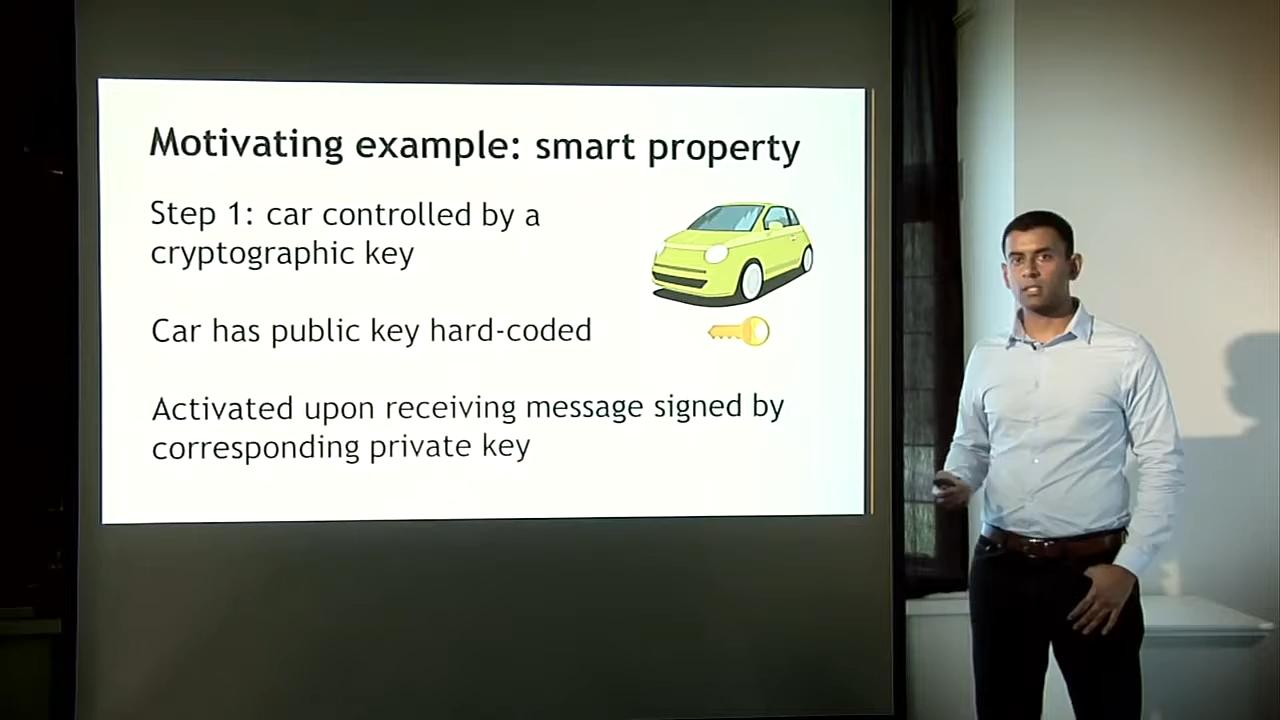 Motivating example: smart property
Step 1: car controlled by a
cryptographic key
Car has public key hard-coded
Activated upon receiving message signed by
corresponding private key